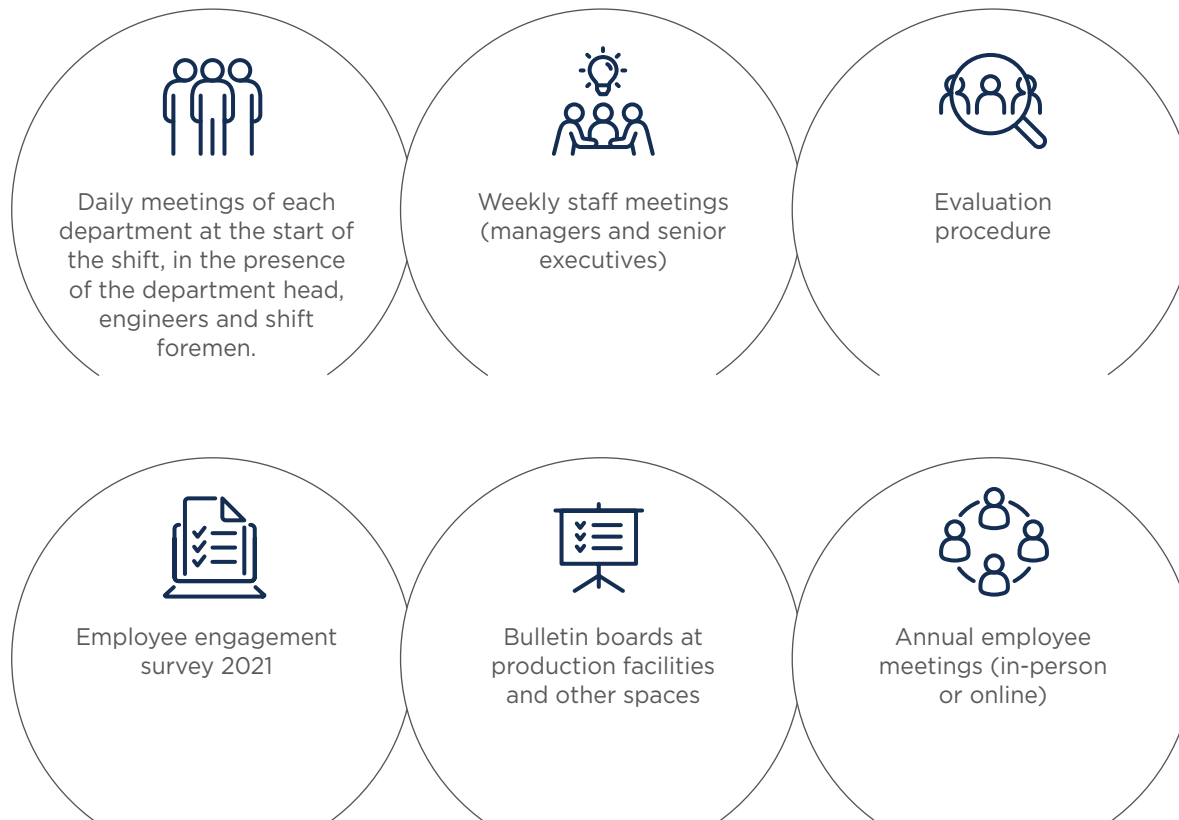 Daily meetings of each
department at the start of
the shift, in the presence
of the department head,
engineers and shift
foremen.
Weekly staff meetings
(managers and senior
executives)
Evaluation
procedure
Employee engagement
survey 2021
Bulletin boards at
production facilities
and other spaces
Annual employee
meetings (in-person
or online)